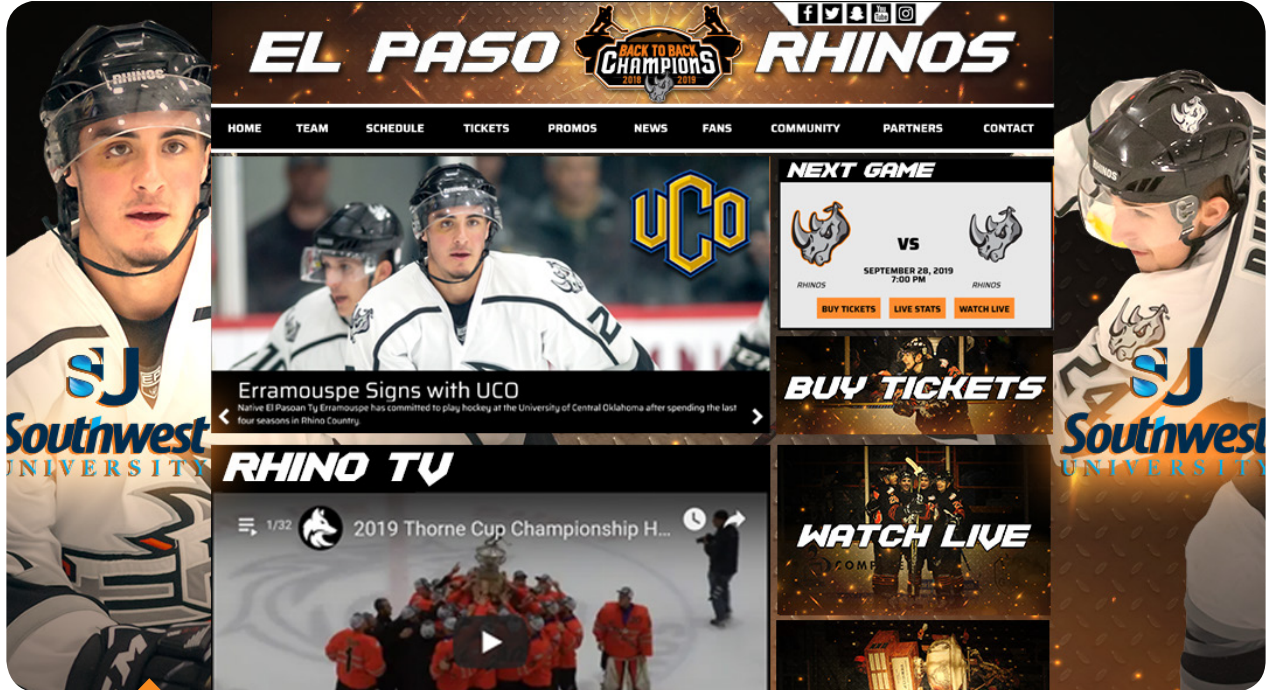 EL PASO
BACK TO BACK
CHAMPIONS
2018 2019
RHINOS
HOME TEAM SCHEDULE TICKETS PROMOS NEWS FANS COMMUNITY PARTNERS CONTACT
RHINOS
UCO
Erramouspe Signs with UCO
Native El Pasoan Ty Erramouspe has committed to play hockey at the University of Central Oklahoma after spending the last
four seasons in Rhino Country.
NEXT GAME
VS
SEPTEMBER 28, 2019
7:00 PM
RHINOS
RHINOS
BUY TICKETS LIVE STATS WATCH LIVE
BUY TICKETS
RHINO TV
1/32
2019 Thorne Cup Championship H...
1
WATCH LIVE
SU
Southwest
UNIVERSITY
RHINOS
2
SU
Southwest
UNIVERSITY